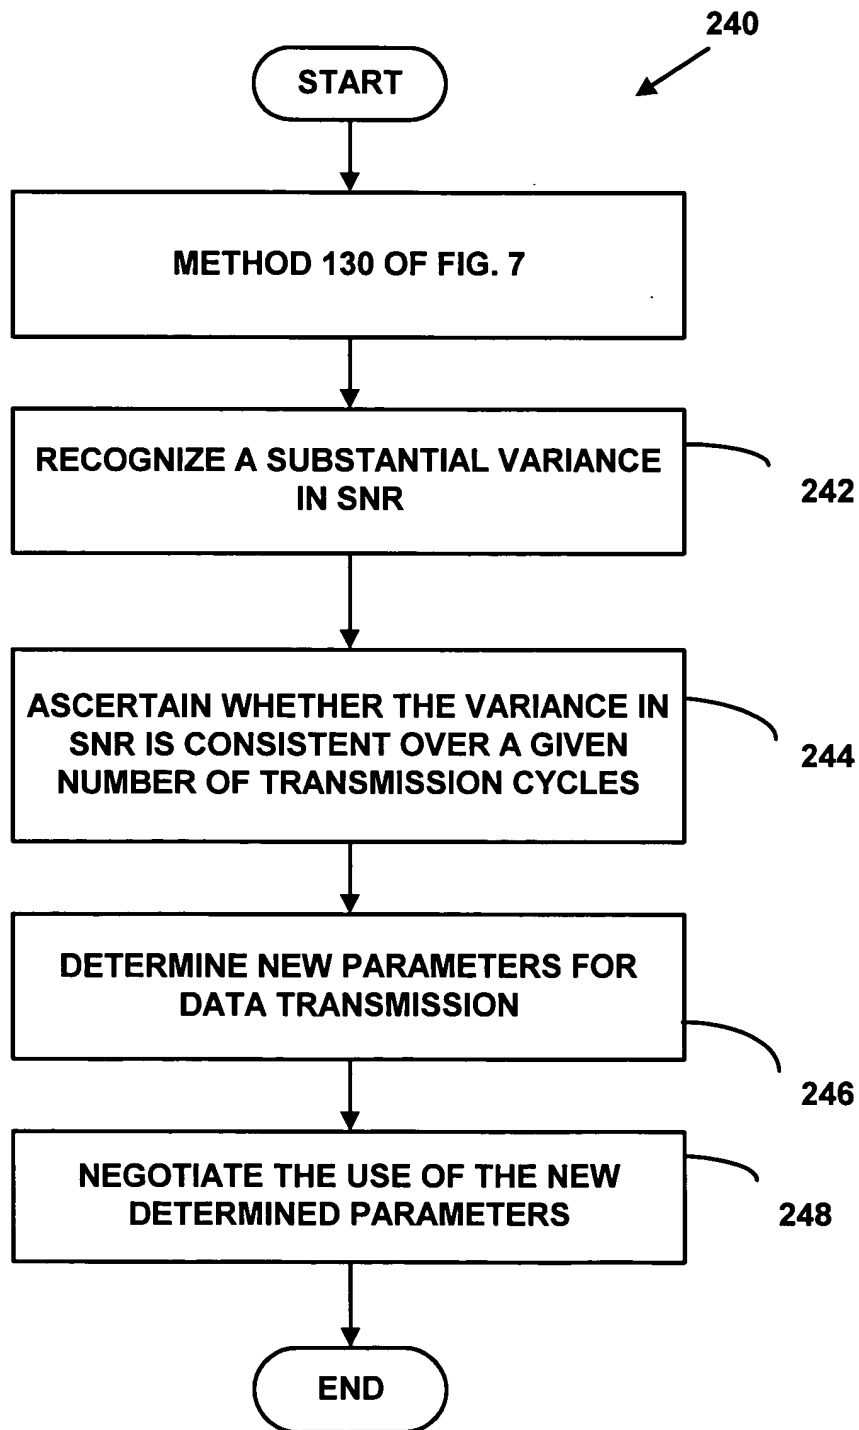 240
START
METHOD 130 OF FIG. 7
RECOGNIZE A SUBSTANTIAL VARIANCE
IN SNR
242
ASCERTAIN WHETHER THE VARIANCE IN
SNR IS CONSISTENT OVER A GIVEN
NUMBER OF TRANSMISSION CYCLES
244
DETERMINE NEW PARAMETERS FOR
DATA TRANSMISSION
246
NEGOTIATE THE USE OF THE NEW
DETERMINED PARAMETERS
248
END